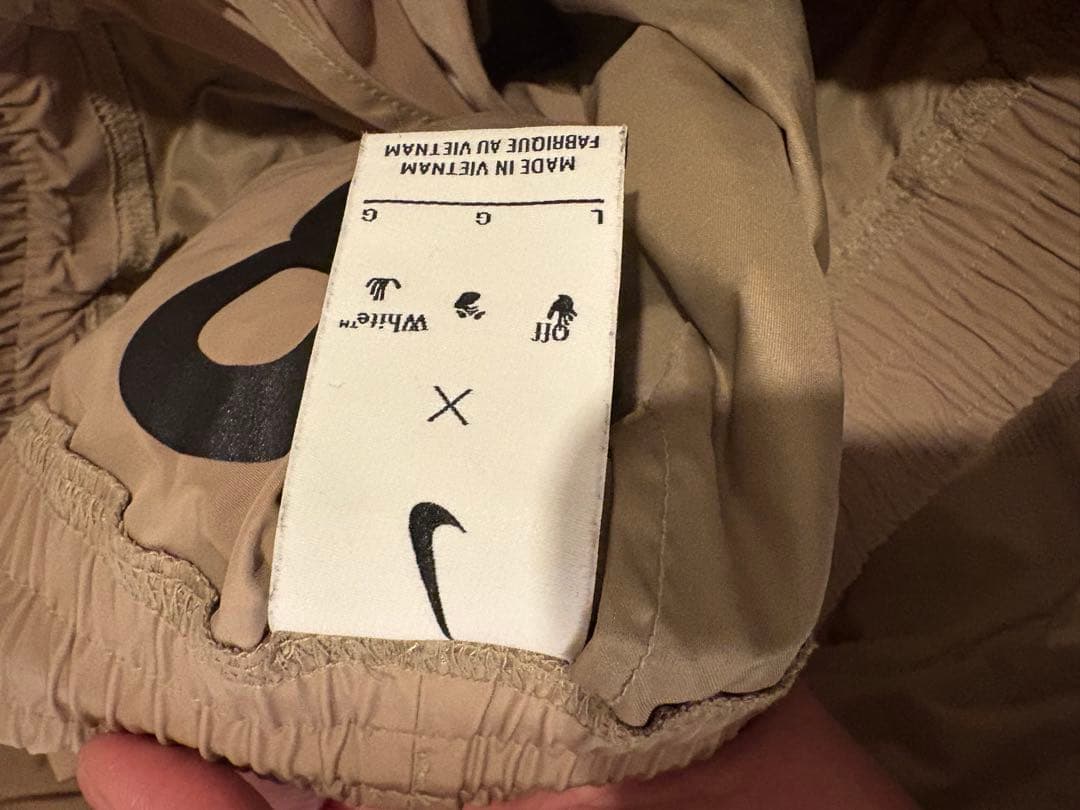 X
Off White™
L G G
MADE IN VIETNAM
FABRIQUE AU VIETNAM